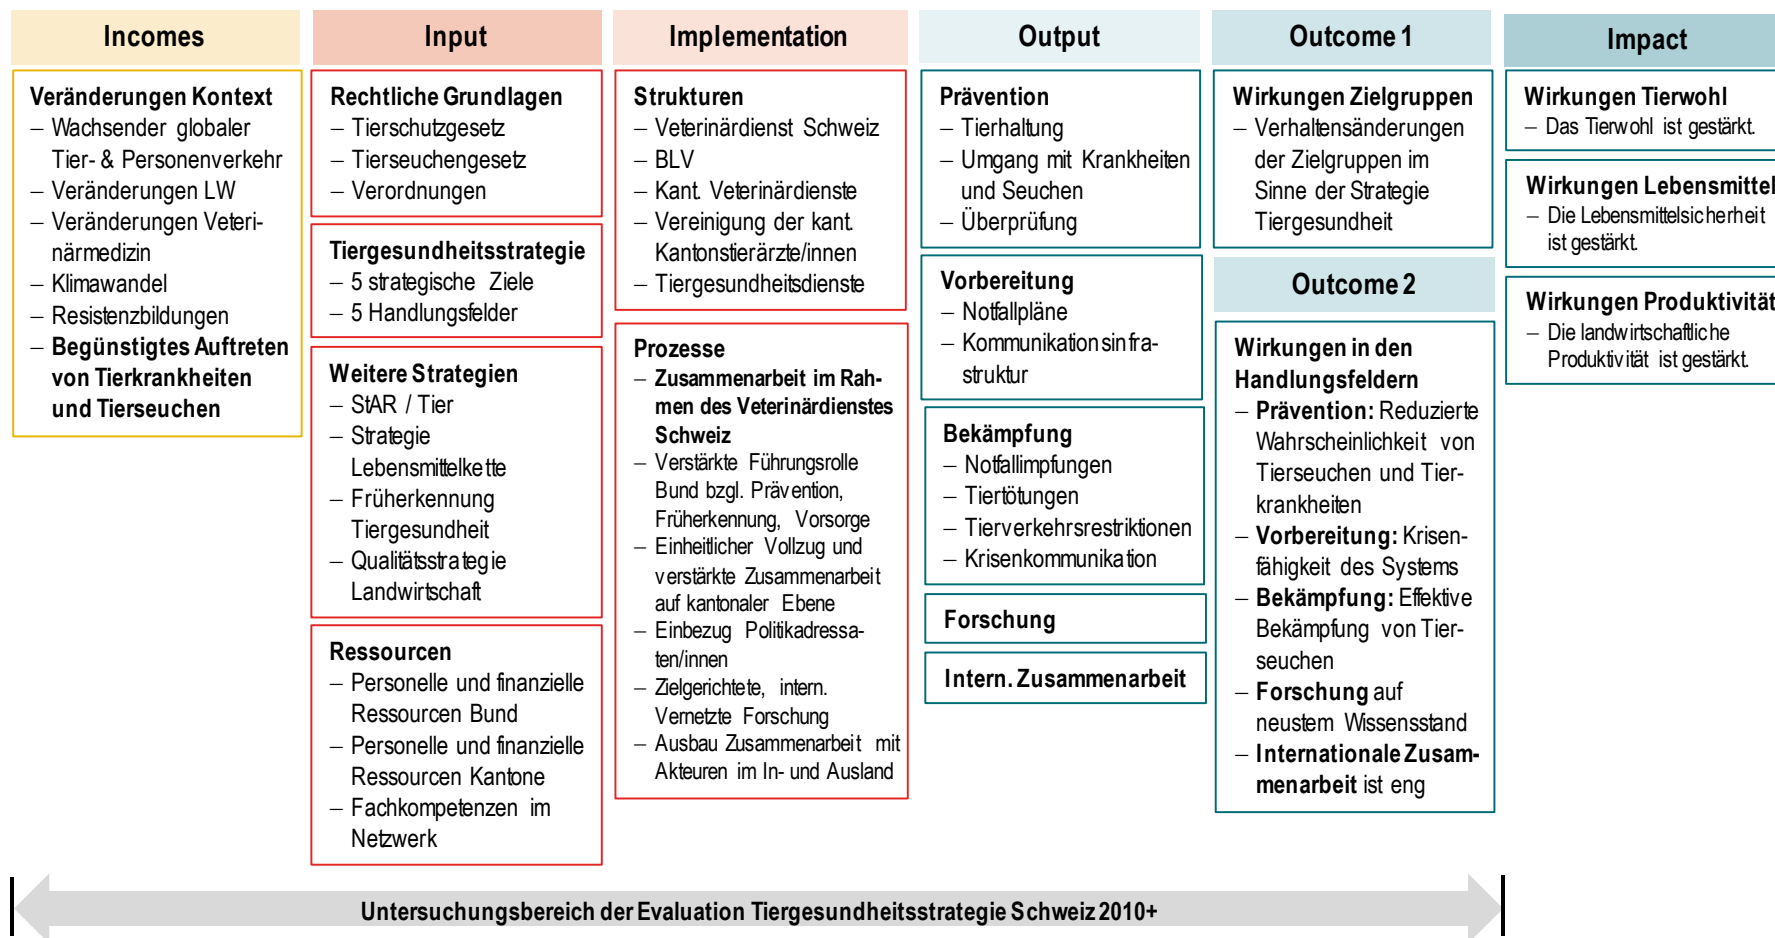 Incomes
Veränderungen Kontext
– Wachsender globaler
Tier- & Personenverkehr
– Veränderungen LW
– Veränderungen Veteri-
närmedizin
– Klimawandel
– Resistenzbildungen
– Begünstigtes Auftreten
von Tierkrankheiten
und Tierseuchen
Input
Rechtliche Grundlagen
– Tierschutzgesetz
– Tierseuchengesetz
– Verordnungen
Tiergesundheitsstrategie
– 5 strategische Ziele
– 5 Handlungsfelder
Weitere Strategien
– StAR / Tier
– Strategie
Lebensmittelkette
– Früherkennung
Tiergesundheit
– Qualitätsstrategie
Landwirtschaft
Ressourcen
– Personelle und finanzielle
Ressourcen Bund
– Personelle und finanzielle
Ressourcen Kantone
– Fachkompetenzen im
Netzwerk
Implementation
Strukturen
– Veterinärdienst Schweiz
– BLV
– Kant. Veterinärdienste
– Vereinigung der kant.
Kantonstierärzte/innen
– Tiergesundheitsdienste
Prozesse
– Zusammenarbeit im Rah-
men des Veterinärdienstes
Schweiz
– Verstärkte Führungsrolle
Bund bzgl. Prävention,
Früherkennung, Vorsorge
– Einheitlicher Vollzug und
verstärkte Zusammenarbeit
auf kantonaler Ebene
– Einbezug Politikadressa-
ten/innen
– Zielgerichtete, intern.
Vernetzte Forschung
– Ausbau Zusammenarbeit mit
Akteuren im In- und Ausland
Output
Prävention
– Tierhaltung
– Umgang mit Krankheiten
und Seuchen
– Überprüfung
Vorbereitung
– Notfallpläne
– Kommunikationsinfra-
struktur
Bekämpfung
– Notfallimpfungen
– Tiertötungen
– Tierverkehrsrestriktionen
– Krisenkommunikation
Forschung
Intern. Zusammenarbeit
Outcome 1
Wirkungen Zielgruppen
– Verhaltensänderungen
der Zielgruppen im
Sinne der Strategie
Tiergesundheit
Outcome 2
Wirkungen in den
Handlungsfeldern
– Prävention: Reduzierte
Wahrscheinlichkeit von
Tierseuchen und Tier-
krankheiten
– Vorbereitung: Krisen-
fähigkeit des Systems
– Bekämpfung: Effektive
Bekämpfung von Tier-
seuchen
– Forschung auf
neustem Wissensstand
– Internationale Zusam-
menarbeit ist eng
Impact
Wirkungen Tierwohl
– Das Tierwohl ist gestärkt.
Wirkungen Lebensmittel
– Die Lebensmittelsicherheit
ist gestärkt.
Wirkungen Produktivität
– Die landwirtschaftliche
Produktivität ist gestärkt.
Untersuchungsbereich der Evaluation Tiergesundheitsstrategie Schweiz 2010+